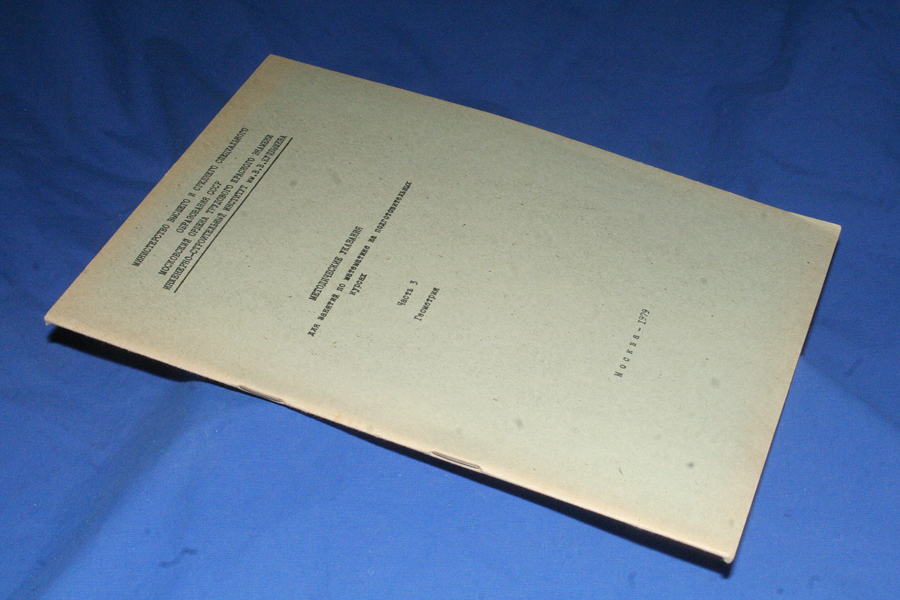 МИНИСТЕРСТВО ВЫСШЕГО И СРЕДНЕГО СПЕЦИАЛЬНОГО
ОБРАЗОВАНИЯ СССР
МОСКОВСКИЙ ОРДЕНА ТРУДОВОГО КРАСНОГО ЗНАМЕНИ
ИНЖЕНЕРНО-СТРОИТЕЛЬНЫЙ ИНСТИТУТ им.В.В.КУЙБЫШЕВА
МЕТОДИЧЕСКИЕ УКАЗАНИЯ
для занятий по математике на подготовительных
курсах
Часть 3
Геометрия
Москва - 1979